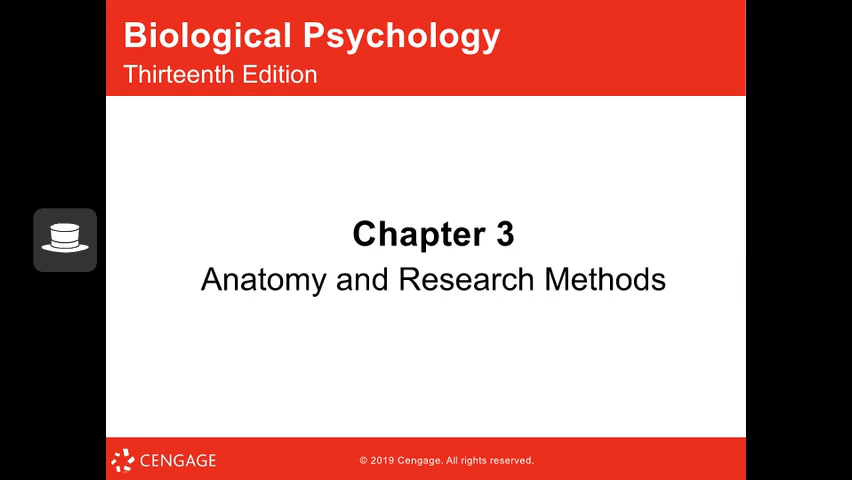 Biological Psychology
Thirteenth Edition
Chapter 3
Anatomy and Research Methods
CENGAGE
© 2019 Cengage. All rights reserved.